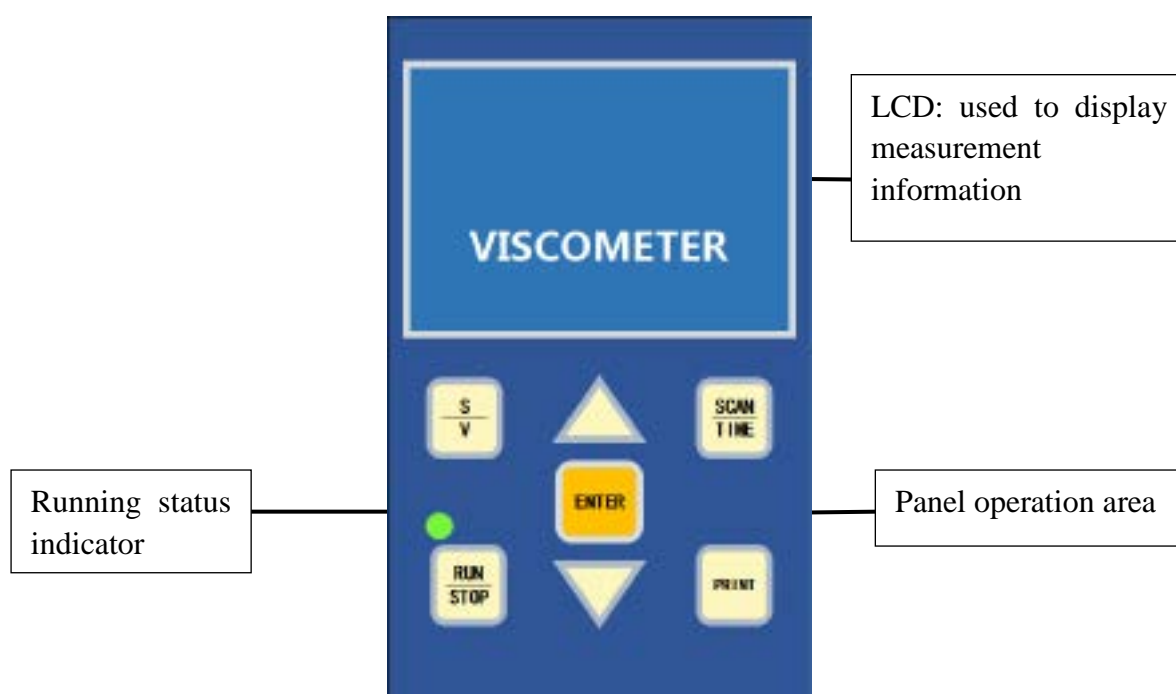 LCD: used to display
measurement
information
VISCOMETER
S
V
SCAN
TIME
ENTER
Running status
indicator
Panel operation area
RUN
STOP
PRINT